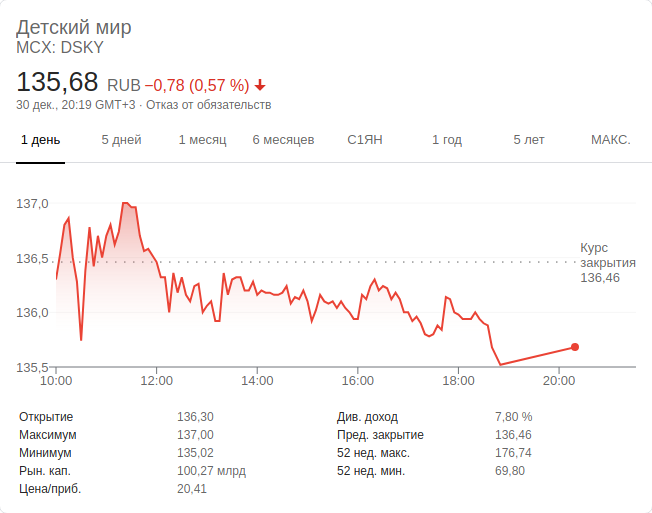 Детский мир
MCX: DSKY
135,68 RUB −0,78 (0,57 %)
30 дек., 20:19 GMT+3 · Отказ от обязательств
1 день 5 дней 1 месяц 6 месяцев С1ЯН 1 год 5 лет МАКС.
137,0
136,5
136,0
135,5
Курс
закрытия
136,46
10:00 12:00 14:00 16:00 18:00 20:00
Открытие 136,30
Максимум 137,00
Минимум 135,02
Рын. кап. 100,27 млрд
Цена/приб. 20,41
Див. доход 7,80 %
Пред. закрытие 136,46
52 нед. макс. 176,74
52 нед. мин. 69,80